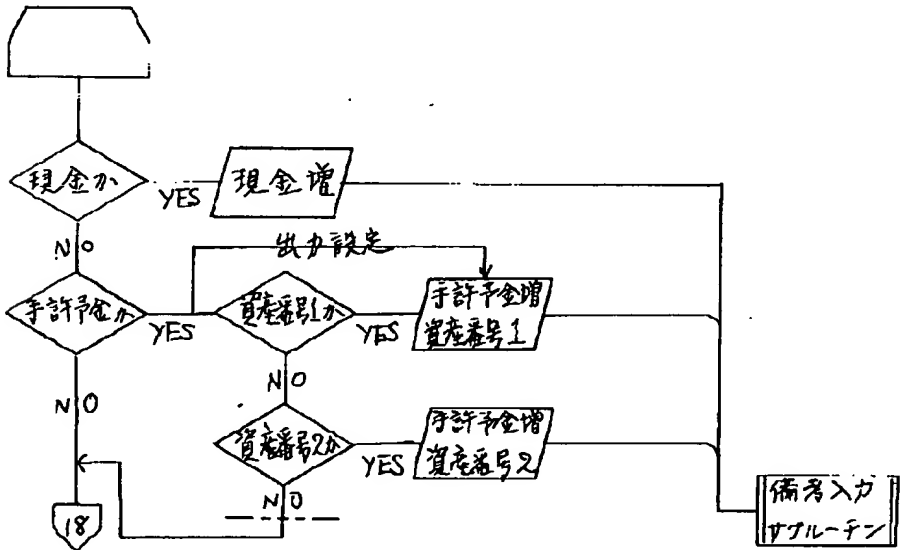 現金か
YES
現金増
NO
出力設定
手許予金か
YES
資産番号1か
YES
手許予金増
資産番号1
NO
NO
資産番号2か
YES
手許予金増
資産番号2
NO
18
備考入力
サブルーチン